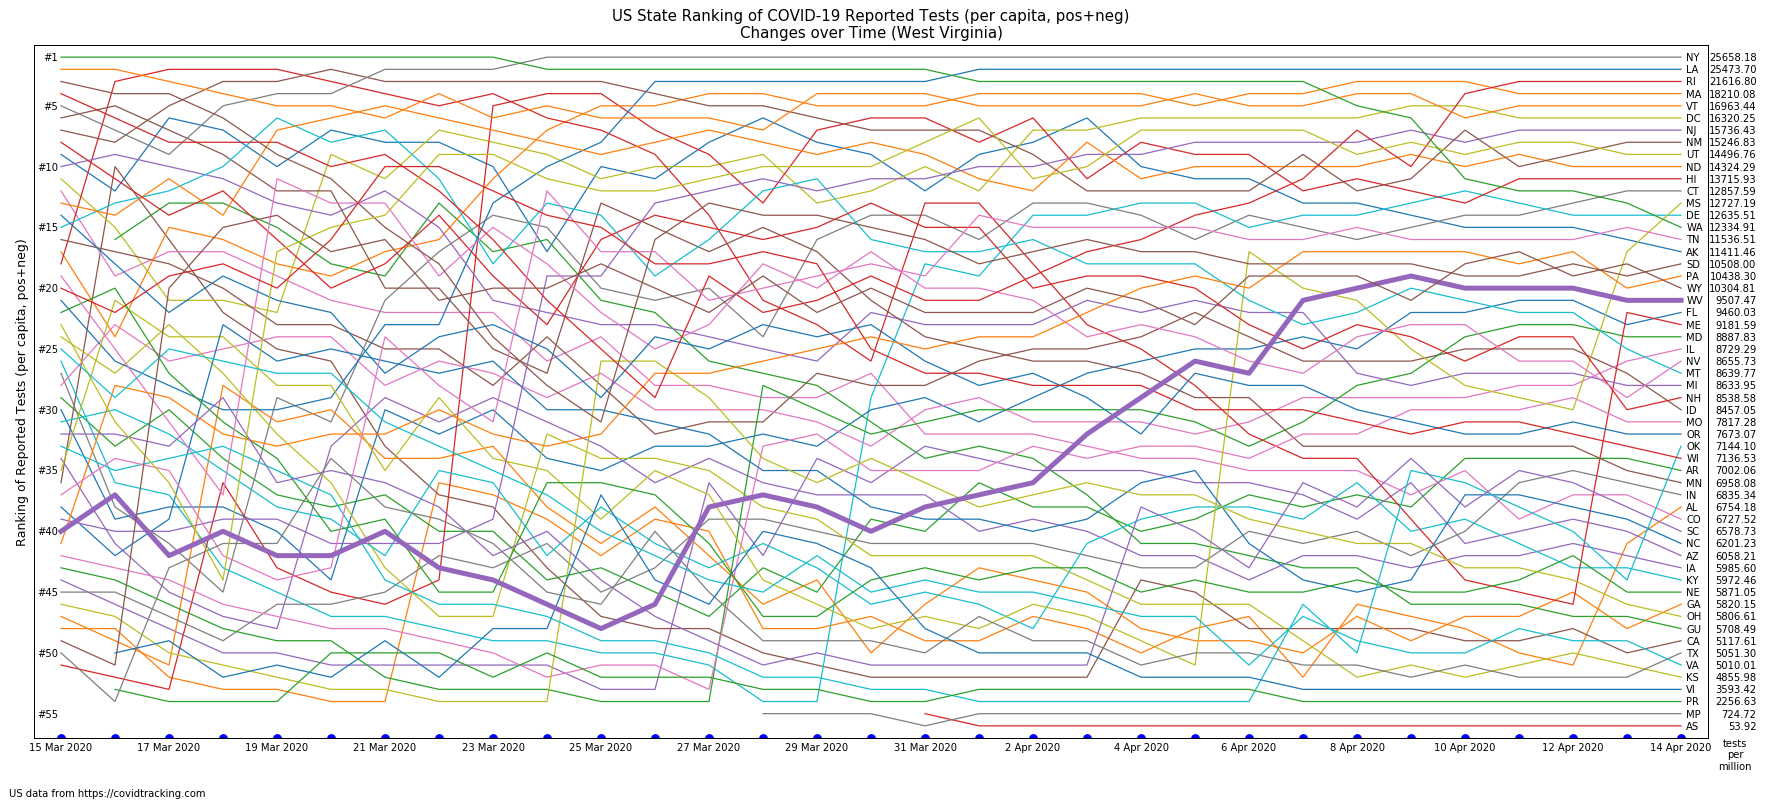 US State Ranking of COVID-19 Reported Tests (per capita, pos+neg)
Changes over Time (West Virginia)
Ranking of Reported Tests (per capita, pos+neg)
#1
#5
#10
#15
#20
#25
#30
#35
#40
#45
#50
#55
NY 25658.18
LA 25473.70
RI 21616.80
MA 18210.08
VT 16963.44
DC 16320.25
NJ 15736.43
NM 15246.83
UT 14496.76
ND 14324.29
HI 13715.93
CT 12857.59
MS 12727.19
DE 12635.51
WA 12334.91
TN 11536.51
AK 11411.46
SD 10508.00
PA 10438.30
WY 10304.81
WV 9507.47
FL 9460.03
ME 9181.59
MD 8887.83
IL 8729.29
NV 8655.73
MT 8639.77
MI 8633.95
NH 8538.58
ID 8457.05
MO 7817.28
OR 7673.07
OK 7144.10
WI 7136.53
AR 7002.06
MN 6958.08
IN 6835.34
AL 6754.18
CO 6727.52
SC 6578.73
NC 6201.23
AZ 6058.21
IA 5985.60
KY 5972.46
NE 5871.05
GA 5820.15
OH 5806.61
GU 5708.49
CA 5117.61
TX 5051.30
VA 5010.01
KS 4855.98
VI 3593.42
PR 2256.63
MP 724.72
AS 53.92
15 Mar 2020 17 Mar 2020 19 Mar 2020 21 Mar 2020 23 Mar 2020 25 Mar 2020 27 Mar 2020 29 Mar 2020 31 Mar 2020 2 Apr 2020 4 Apr 2020 6 Apr 2020 8 Apr 2020 10 Apr 2020 12 Apr 2020 14 Apr 2020
tests
per
million
US data from https://covidtracking.com